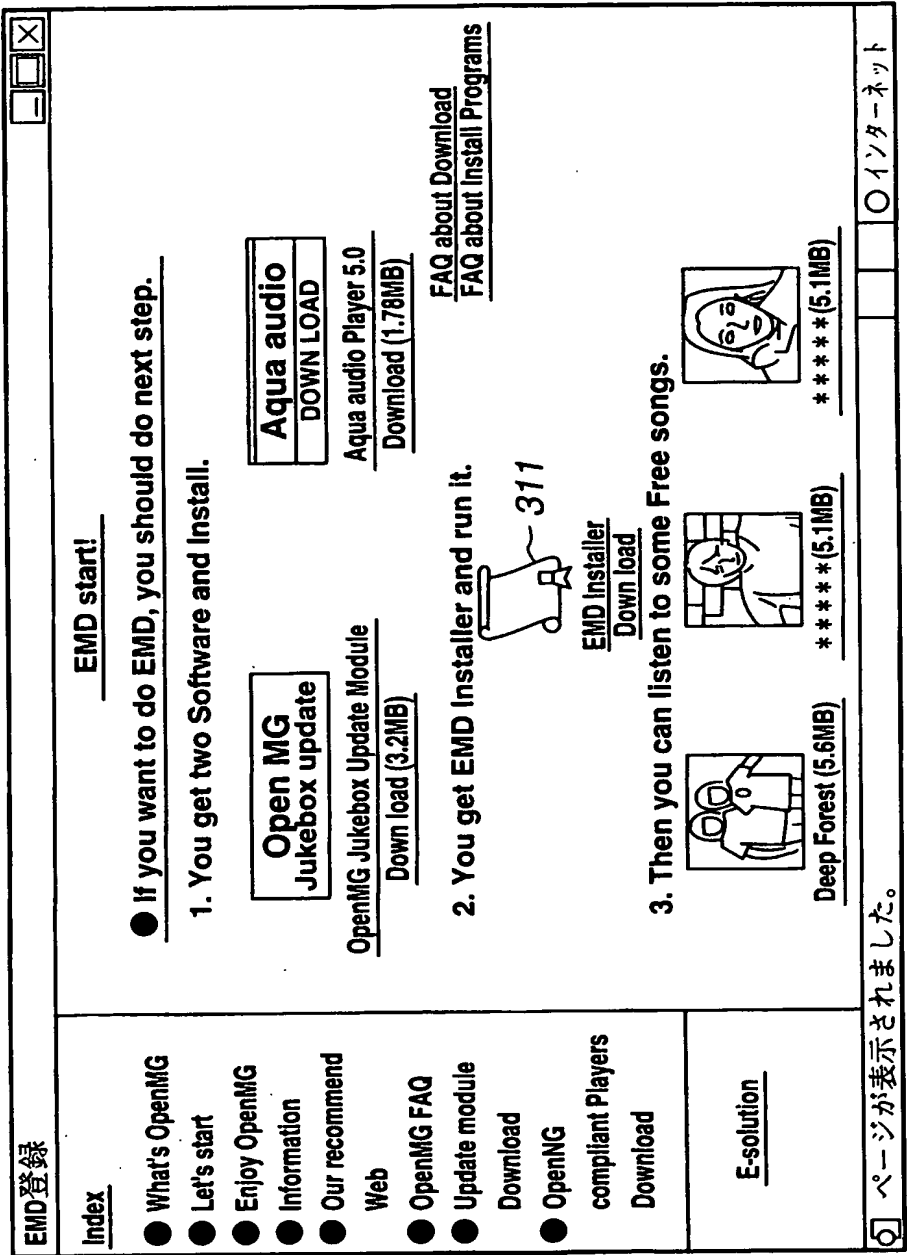 EMD登録
Index
● What's OpenMG
● Let's start
● Enjoy OpenMG
● Information
● Our recommend
Web
● OpenMG FAQ
● Update module
Download
● OpenNG
compliant Players
Download
E-solution
EMD start!
● If you want to do EMD, you should do next step.
1. You get two Software and Install.
Open MG
Jukebox update
OpenMG Jukebox Update Module
Down load (3.2MB)
Aqua audio
DOWN LOAD
Aqua audio Player 5.0
Download (1.78MB)
FAQ about Download
FAQ about Install Programs
2. You get EMD Installer and run it.
311
EMD Installer
Down load
3. Then you can listen to some Free songs.
Deep Forest (5.6MB)
*****(5.1MB)
*****(5.1MB)
ページが表示されました。
インターネット